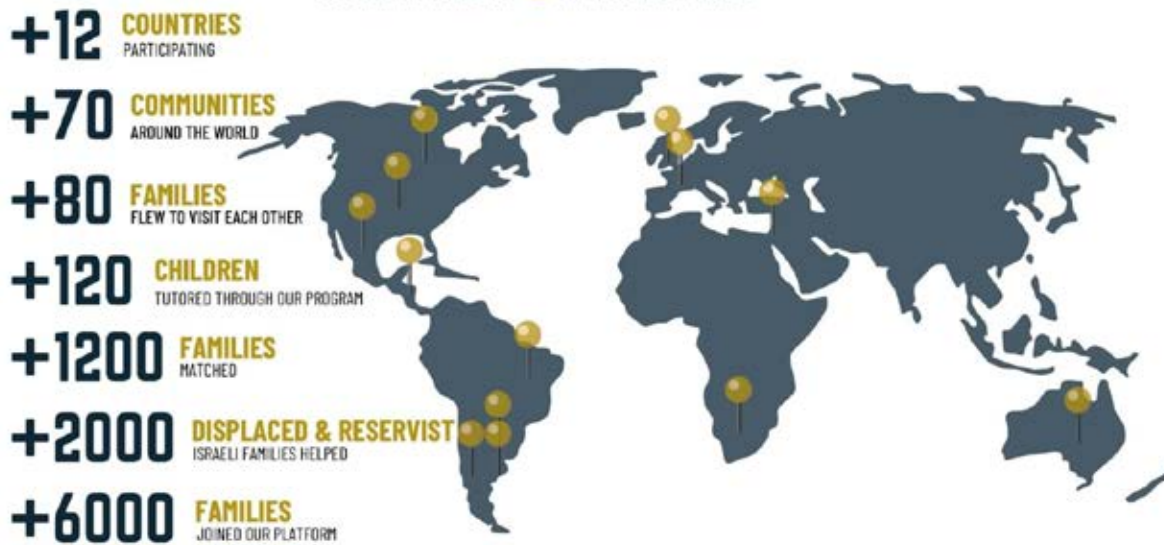 +12 COUNTRIES
PARTICIPATING
+70 COMMUNITIES
AROUND THE WORLD
+80 FAMILIES
FLEW TO VISIT EACH OTHER
+120 CHILDREN
TUTORED THROUGH OUR PROGRAM
+1200 FAMILIES
MATCHED
+2000 DISPLACED & RESERVIST
ISRAELI FAMILIES HELPED
+6000 FAMILIES
JOINED OUR PLATFORM